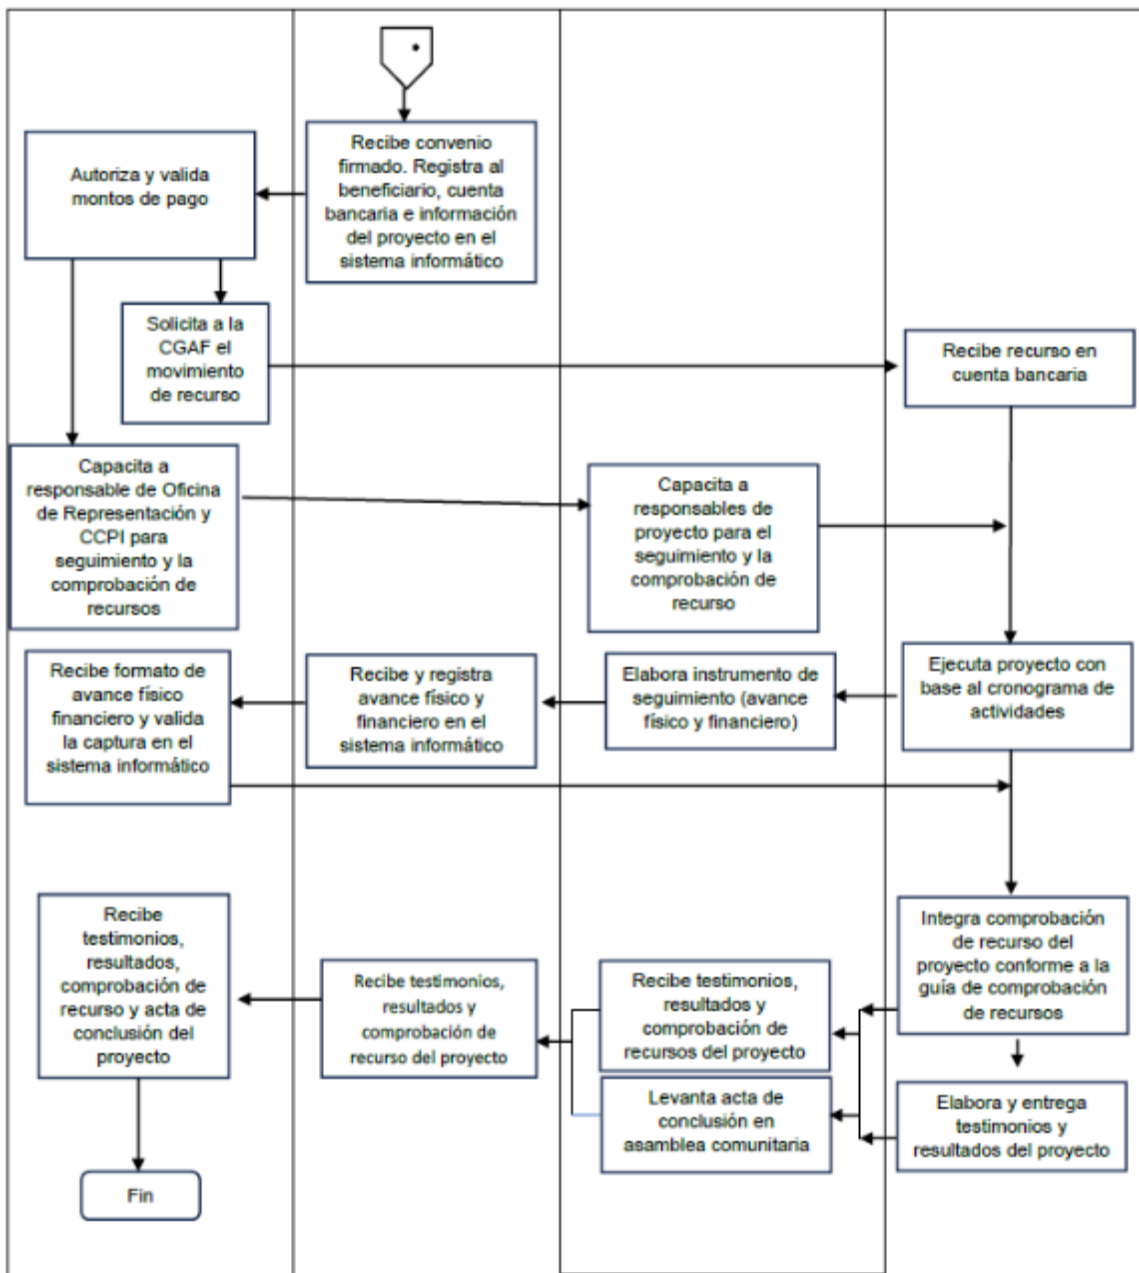 Recibe convenio
firmado. Registra al
beneficiario, cuenta
bancaria e información
del proyecto en el
sistema informático
Autoriza y valida
montos de pago
Solicita a la
CGAF el
movimiento
de recurso
Recibe recurso en
cuenta bancaria
Capacita a
responsable de Oficina
de Representación y
CCPI para
seguimiento y la
comprobación de
recursos
Capacita a
responsables de
proyecto para el
seguimiento y la
comprobación de
recurso
Ejecuta proyecto con
base al cronograma de
actividades
Elabora instrumento de
seguimiento (avance
físico y financiero)
Recibe y registra
avance físico y
financiero en el
sistema informático
Recibe formato de
avance físico
financiero y valida
la captura en el
sistema informático
Integra comprobación
de recurso del
proyecto conforme a la
guía de comprobación
de recursos
Elabora y entrega
testimonios y
resultados del proyecto
Recibe testimonios,
resultados y
comprobación de
recursos del proyecto
Levanta acta de
conclusión en
asamblea comunitaria
Recibe testimonios,
resultados y
comprobación de
recurso del proyecto
Recibe
testimonios,
resultados,
comprobación de
recurso y acta de
conclusión del
proyecto
Fin